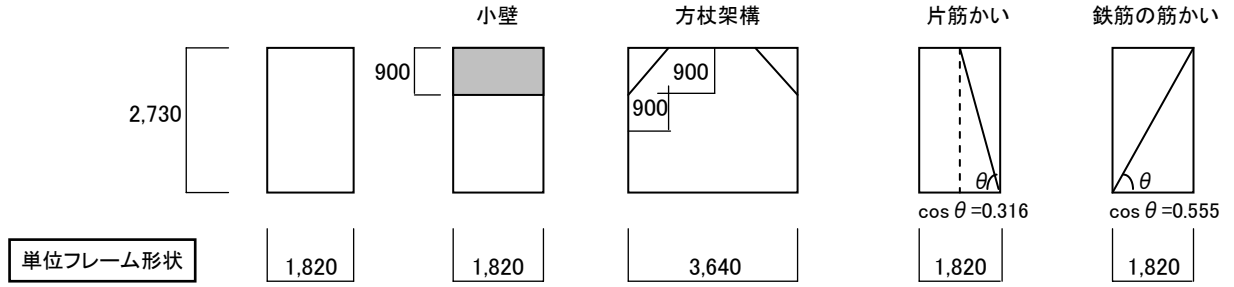 小壁 方杖架構 片筋かい 鉄筋の筋かい
900
900
2,730
900
θ θ
cosθ=0.316 cosθ=0.555
単位フレーム形状 1,820 1,820 3,640 1,820 1,820